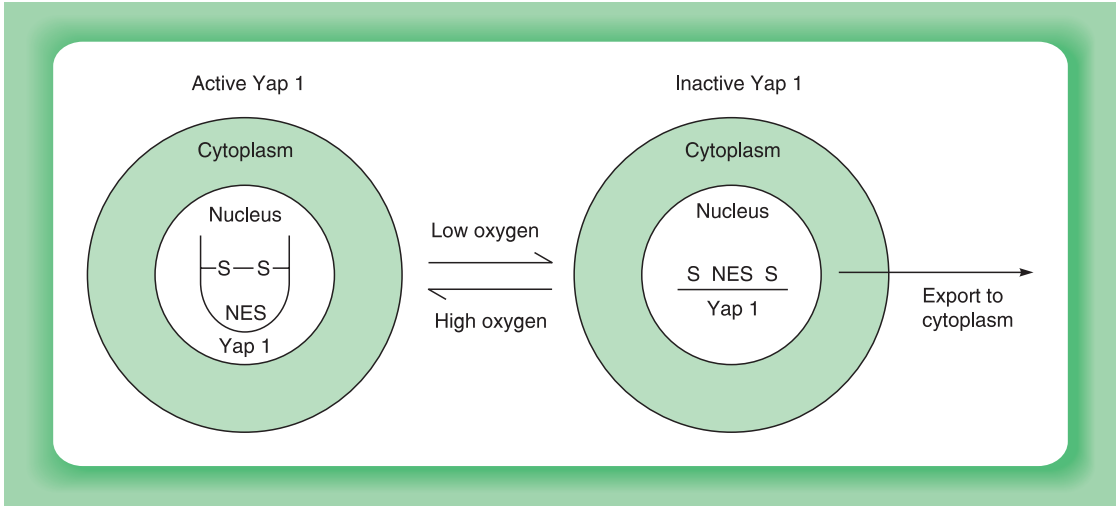 Active Yap 1
Inactive Yap 1
Cytoplasm
Nucleus
S S
NES
Yap 1
Low oxygen
High oxygen
Cytoplasm
Nucleus
S NES S
Yap 1
Export to
cytoplasm